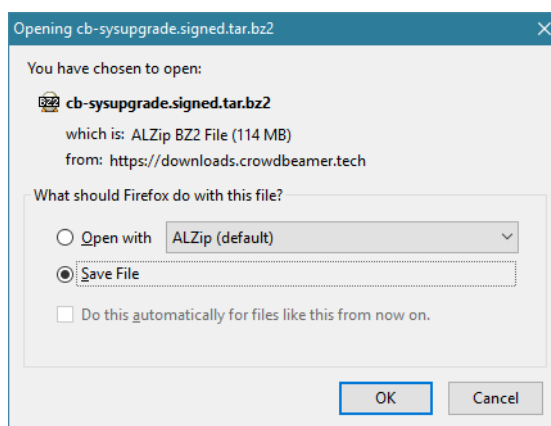 Opening cb-sysupgrade.signed.tar.bz2
You have chosen to open:
BZ2 cb-sysupgrade.signed.tar.bz2
which is: ALZip BZ2 File (114 MB)
from: https://downloads.crowdbeamer.tech
What should Firefox do with this file?
Open with ALZip (default)
Save File
Do this automatically for files like this from now on.
OK Cancel